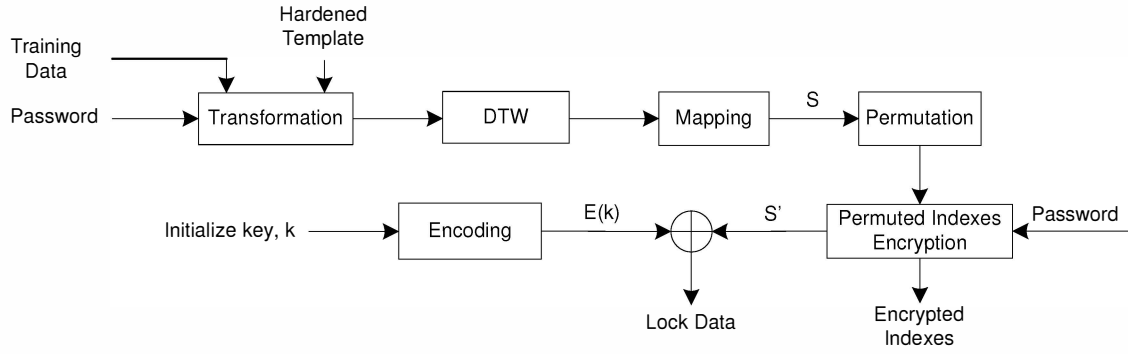 Hardened
Template
Training
Data
Password
Transformation
DTW
Mapping
S
Permutation
Initialize key, k
Encoding
E(k)
S'
Permuted Indexes
Encryption
Password
Lock Data
Encrypted
Indexes